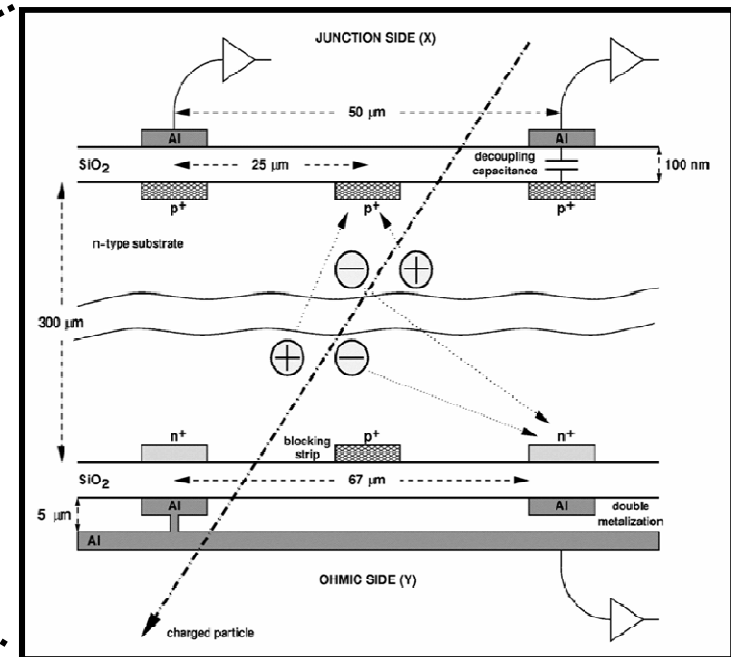 JUNCTION SIDE (X)
50 µm
Al
Al
SiO2
25 µm
decoupling
capacitance
100 nm
p+
p+
p+
n-type substrate
300 µm
n+
blocking
strip
p+
n+
SiO2
67 µm
5 µm
Al
Al
double
metalization
Al
OHMIC SIDE (Y)
charged particle